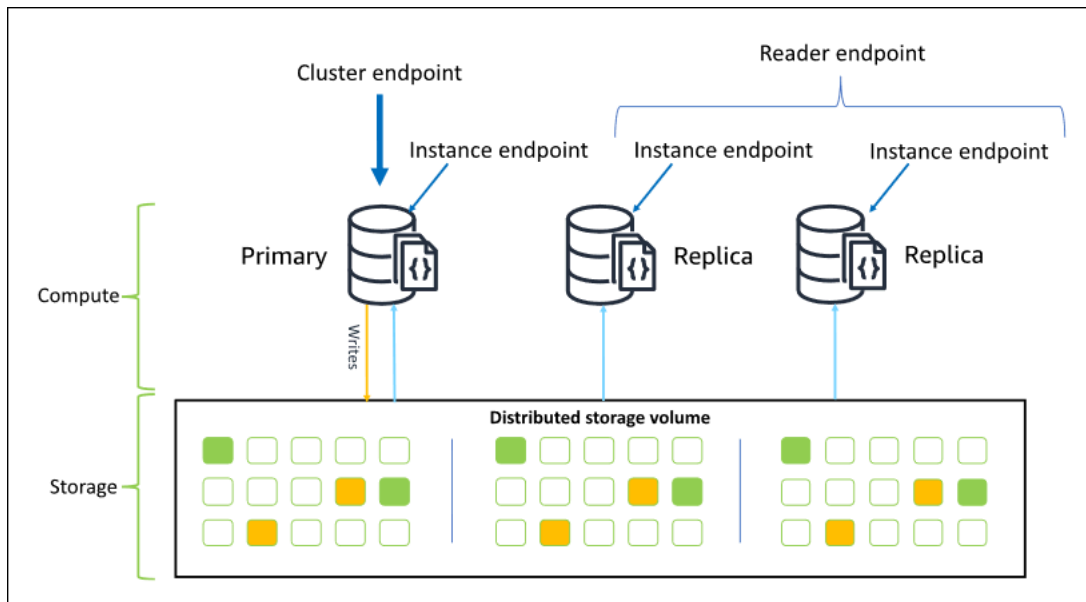 Reader endpoint
Cluster endpoint
Instance endpoint
Instance endpoint
Instance endpoint
Primary
{}
{}
Replica
{}
Replica
Compute
Writes
Distributed storage volume
Storage